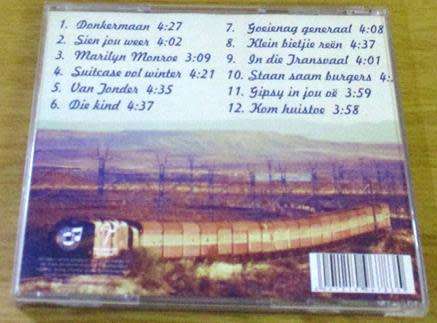 1. Donkermaan 4:27
2. Sien jou weer 4:02
3. Marilyn Monroe 3:09
4. Suitcase vol winter 4:21
5. Van Tonder 4:35
6. Die kind 4:37
7. Goeienag generaal 4:08
8. Klein bietjie reën 4:37
9. In die Transvaal 4:01
10. Staan saam burgers 4:
11. Gipsy in jou oë 3:59
12. Kom huistoe 3:58